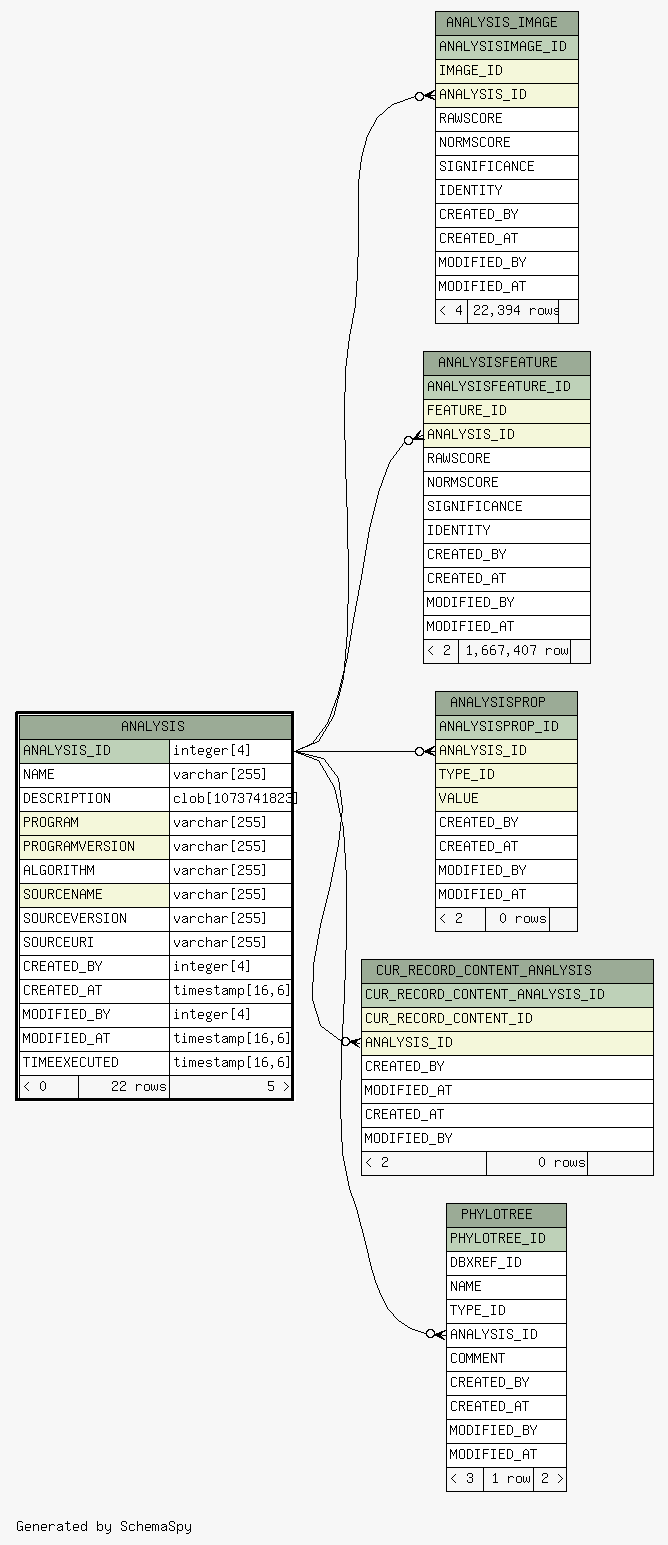 ANALYSIS_IMAGE
ANALYSISIMAGE_ID
IMAGE_ID
ANALYSIS_ID
RAWSCORE
NORMSCORE
SIGNIFICANCE
IDENTITY
CREATED_BY
CREATED_AT
MODIFIED_BY
MODIFIED_AT
< 4 22,394 rows
ANALYSISFEATURE
ANALYSISFEATURE_ID
FEATURE_ID
ANALYSIS_ID
RAWSCORE
NORMSCORE
SIGNIFICANCE
IDENTITY
CREATED_BY
CREATED_AT
MODIFIED_BY
MODIFIED_AT
< 2 1,667,407 row
ANALYSISPROP
ANALYSISPROP_ID
ANALYSIS_ID
TYPE_ID
VALUE
CREATED_BY
CREATED_AT
MODIFIED_BY
MODIFIED_AT
< 2 0 rows
ANALYSIS
ANALYSIS_ID integer[4]
NAME varchar[255]
DESCRIPTION clob[1073741823]
PROGRAM varchar[255]
PROGRAMVERSION varchar[255]
ALGORITHM varchar[255]
SOURCENAME varchar[255]
SOURCEVERSION varchar[255]
SOURCEURI varchar[255]
CREATED_BY integer[4]
CREATED_AT timestamp[16,6]
MODIFIED_BY integer[4]
MODIFIED_AT timestamp[16,6]
TIMEEXECUTED timestamp[16,6]
< 0 22 rows 5 >
CUR_RECORD_CONTENT_ANALYSIS
CUR_RECORD_CONTENT_ANALYSIS_ID
CUR_RECORD_CONTENT_ID
ANALYSIS_ID
CREATED_BY
MODIFIED_AT
CREATED_AT
MODIFIED_BY
< 2 0 rows
PHYLOTREE
PHYLOTREE_ID
DBXREF_ID
NAME
TYPE_ID
ANALYSIS_ID
COMMENT
CREATED_BY
CREATED_AT
MODIFIED_BY
MODIFIED_AT
< 3 1 row 2 >
Generated by SchemaSpy